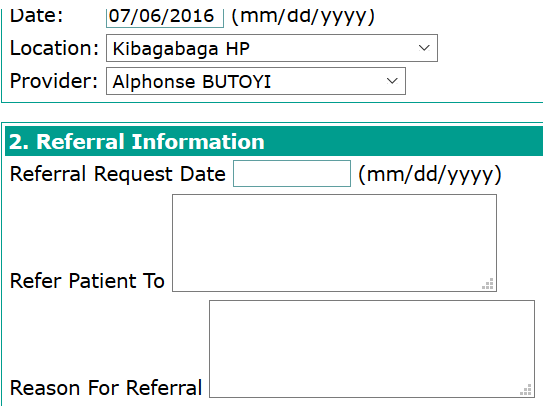 Date: 07/06/2016 (mm/dd/yyyy)
Location: Kibagabaga HP
Provider: Alphonse BUTOYI
2. Referral Information
Referral Request Date (mm/dd/yyyy)
Refer Patient To
Reason For Referral